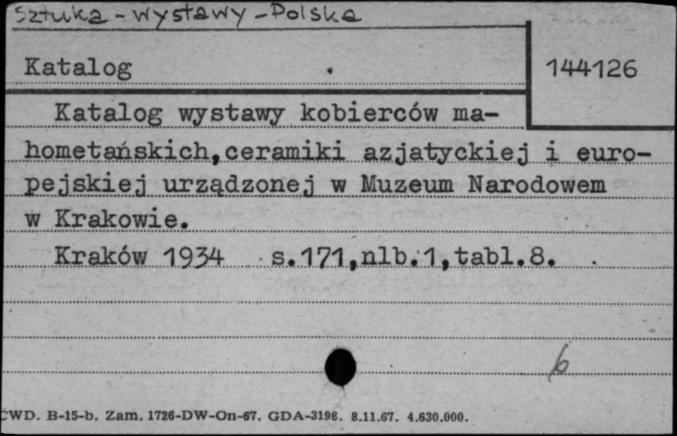 Sztuka - wystawy - Polska
Katalog
144126
Katalog wystawy kobierców ma-
hometańskich,ceramiki azjatyckiej i euro-
pejskiej urządzonej w Muzeum Narodowem
w Krakowie.
Kraków 1934 s.171,nlb.1,tabl.8.
b
CWD. B-15-b. Zam. 1726-DW-On-67. GDA-3198. 8.11.67. 4.630.000.